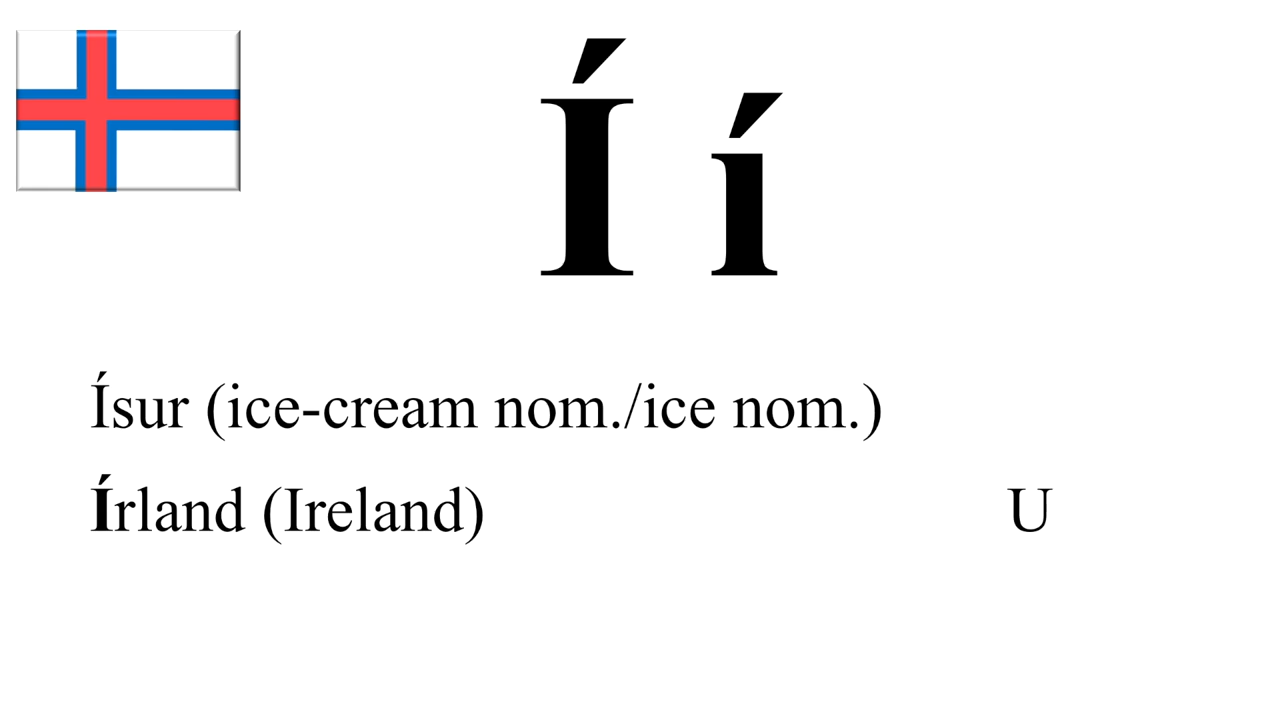 Í í
Ísur (ice-cream nom./ice nom.)
Írland (Ireland) U